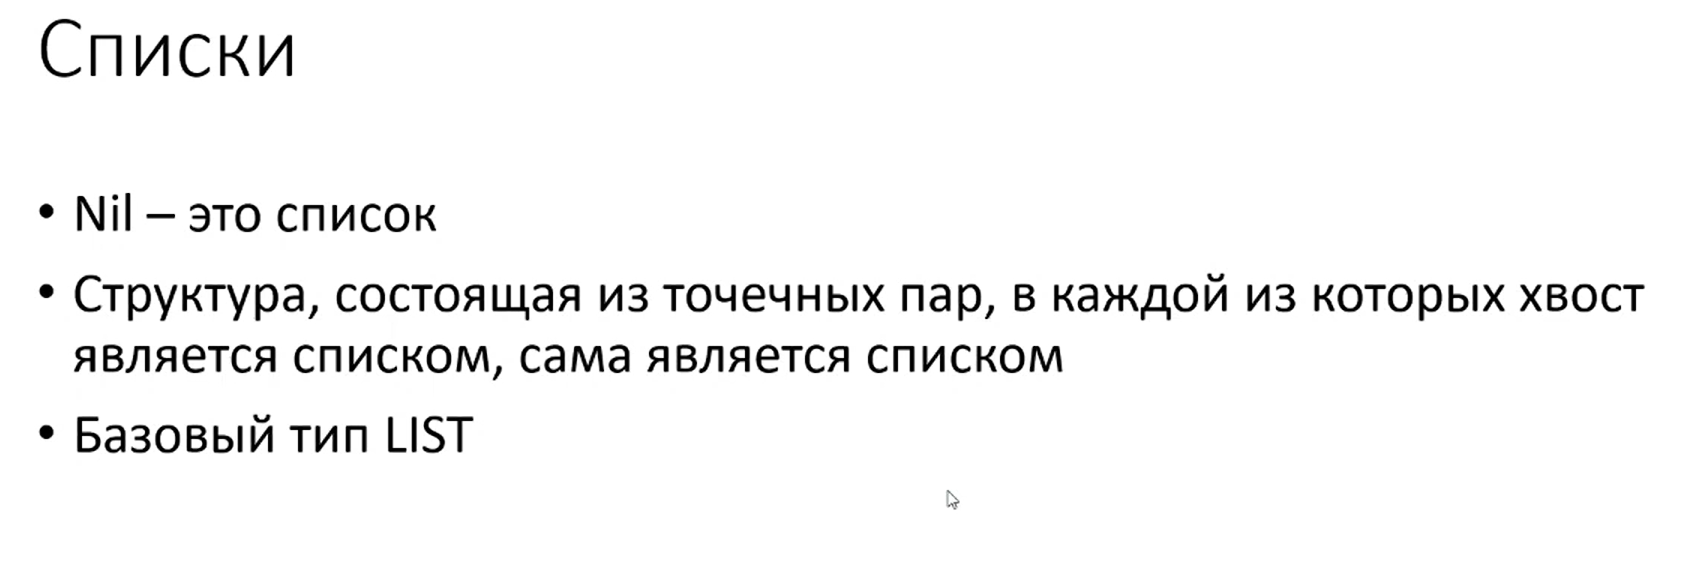 Списки
• Nil – это список
• Структура, состоящая из точечных пар, в каждой из которых хвост
является списком, сама является списком
• Базовый тип LIST